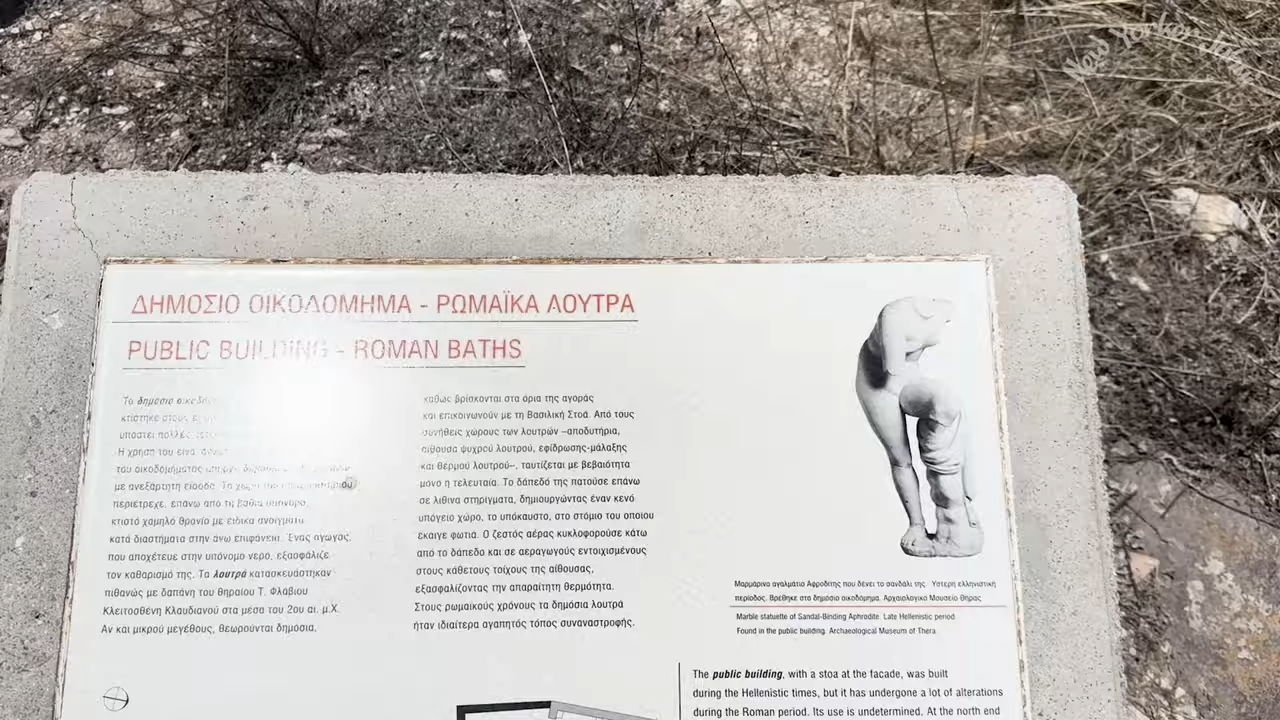 ΔΗΜΟΣΙΟ ΟΙΚΟΔΟΜΗΜΑ - ΡΩΜΑΪΚΑ ΛΟΥΤΡΑ
PUBLIC BUILDING - ROMAN BATHS
Το δημόσιο
κτίστηκε στους
υποστεί πολλές
Η χρήση του είναι
του οικοδομήματος
με ανεξάρτητη είσοδο. Το
περιέτρεχε, επάνω από τη βαθιά υπόνομο,
κτιστό χαμηλό θρανίο με ειδικά ανοίγματα
κατά διαστήματα στην άνω επιφάνεια. Ένας αγωγός,
που αποχέτευε στην υπόνομο νερό, εξασφάλιζε
τον καθαρισμό της. Τα λουτρά κατασκευάστηκαν
πιθανώς με δαπάνη του θηραίου Τ. Φλάβιου
Κλειτοσθένη Κλαυδιανού στα μέσα του 2ου αι. μ.Χ.
Αν και μικρού μεγέθους, θεωρούνται δημόσια,
καθώς βρίσκονται στα όρια της αγοράς
και επικοινωνούν με τη Βασιλική Στοά. Από τους
συνήθεις χώρους των λουτρών –αποδυτήρια,
αίθουσα ψυχρού λουτρού, εφίδρωσης-μάλαξης
και θερμού λουτρού–, ταυτίζεται με βεβαιότητα
μόνο η τελευταία. Το δάπεδό της πατούσε επάνω
σε λίθινα στηρίγματα, δημιουργώντας έναν κενό
υπόγειο χώρο, το υπόκαυστο, στο στόμιο του οποίου
έκαιγε φωτιά. Ο ζεστός αέρας κυκλοφορούσε κάτω
από το δάπεδο και σε αεραγωγούς εντοιχισμένους
στους κάθετους τοίχους της αίθουσας,
εξασφαλίζοντας την απαραίτητη θερμότητα.
Στους ρωμαϊκούς χρόνους τα δημόσια λουτρά
ήταν ιδιαίτερα αγαπητός τόπος συναναστροφής.
Μαρμάρινο αγαλμάτιο Αφροδίτης που δένει το σανδάλι της. Ύστερη ελληνιστική
περίοδος. Βρέθηκε στο δημόσιο οικοδόμημα. Αρχαιολογικό Μουσείο Θήρας
Marble statuette of Sandal-Binding Aphrodite. Late Hellenistic period
Found in the public building. Archaeological Museum of Thera
The public building, with a stoa at the facade, was built
during the Hellenistic times, but it has undergone a lot of alterations
during the Roman period. Its use is undetermined. At the north end